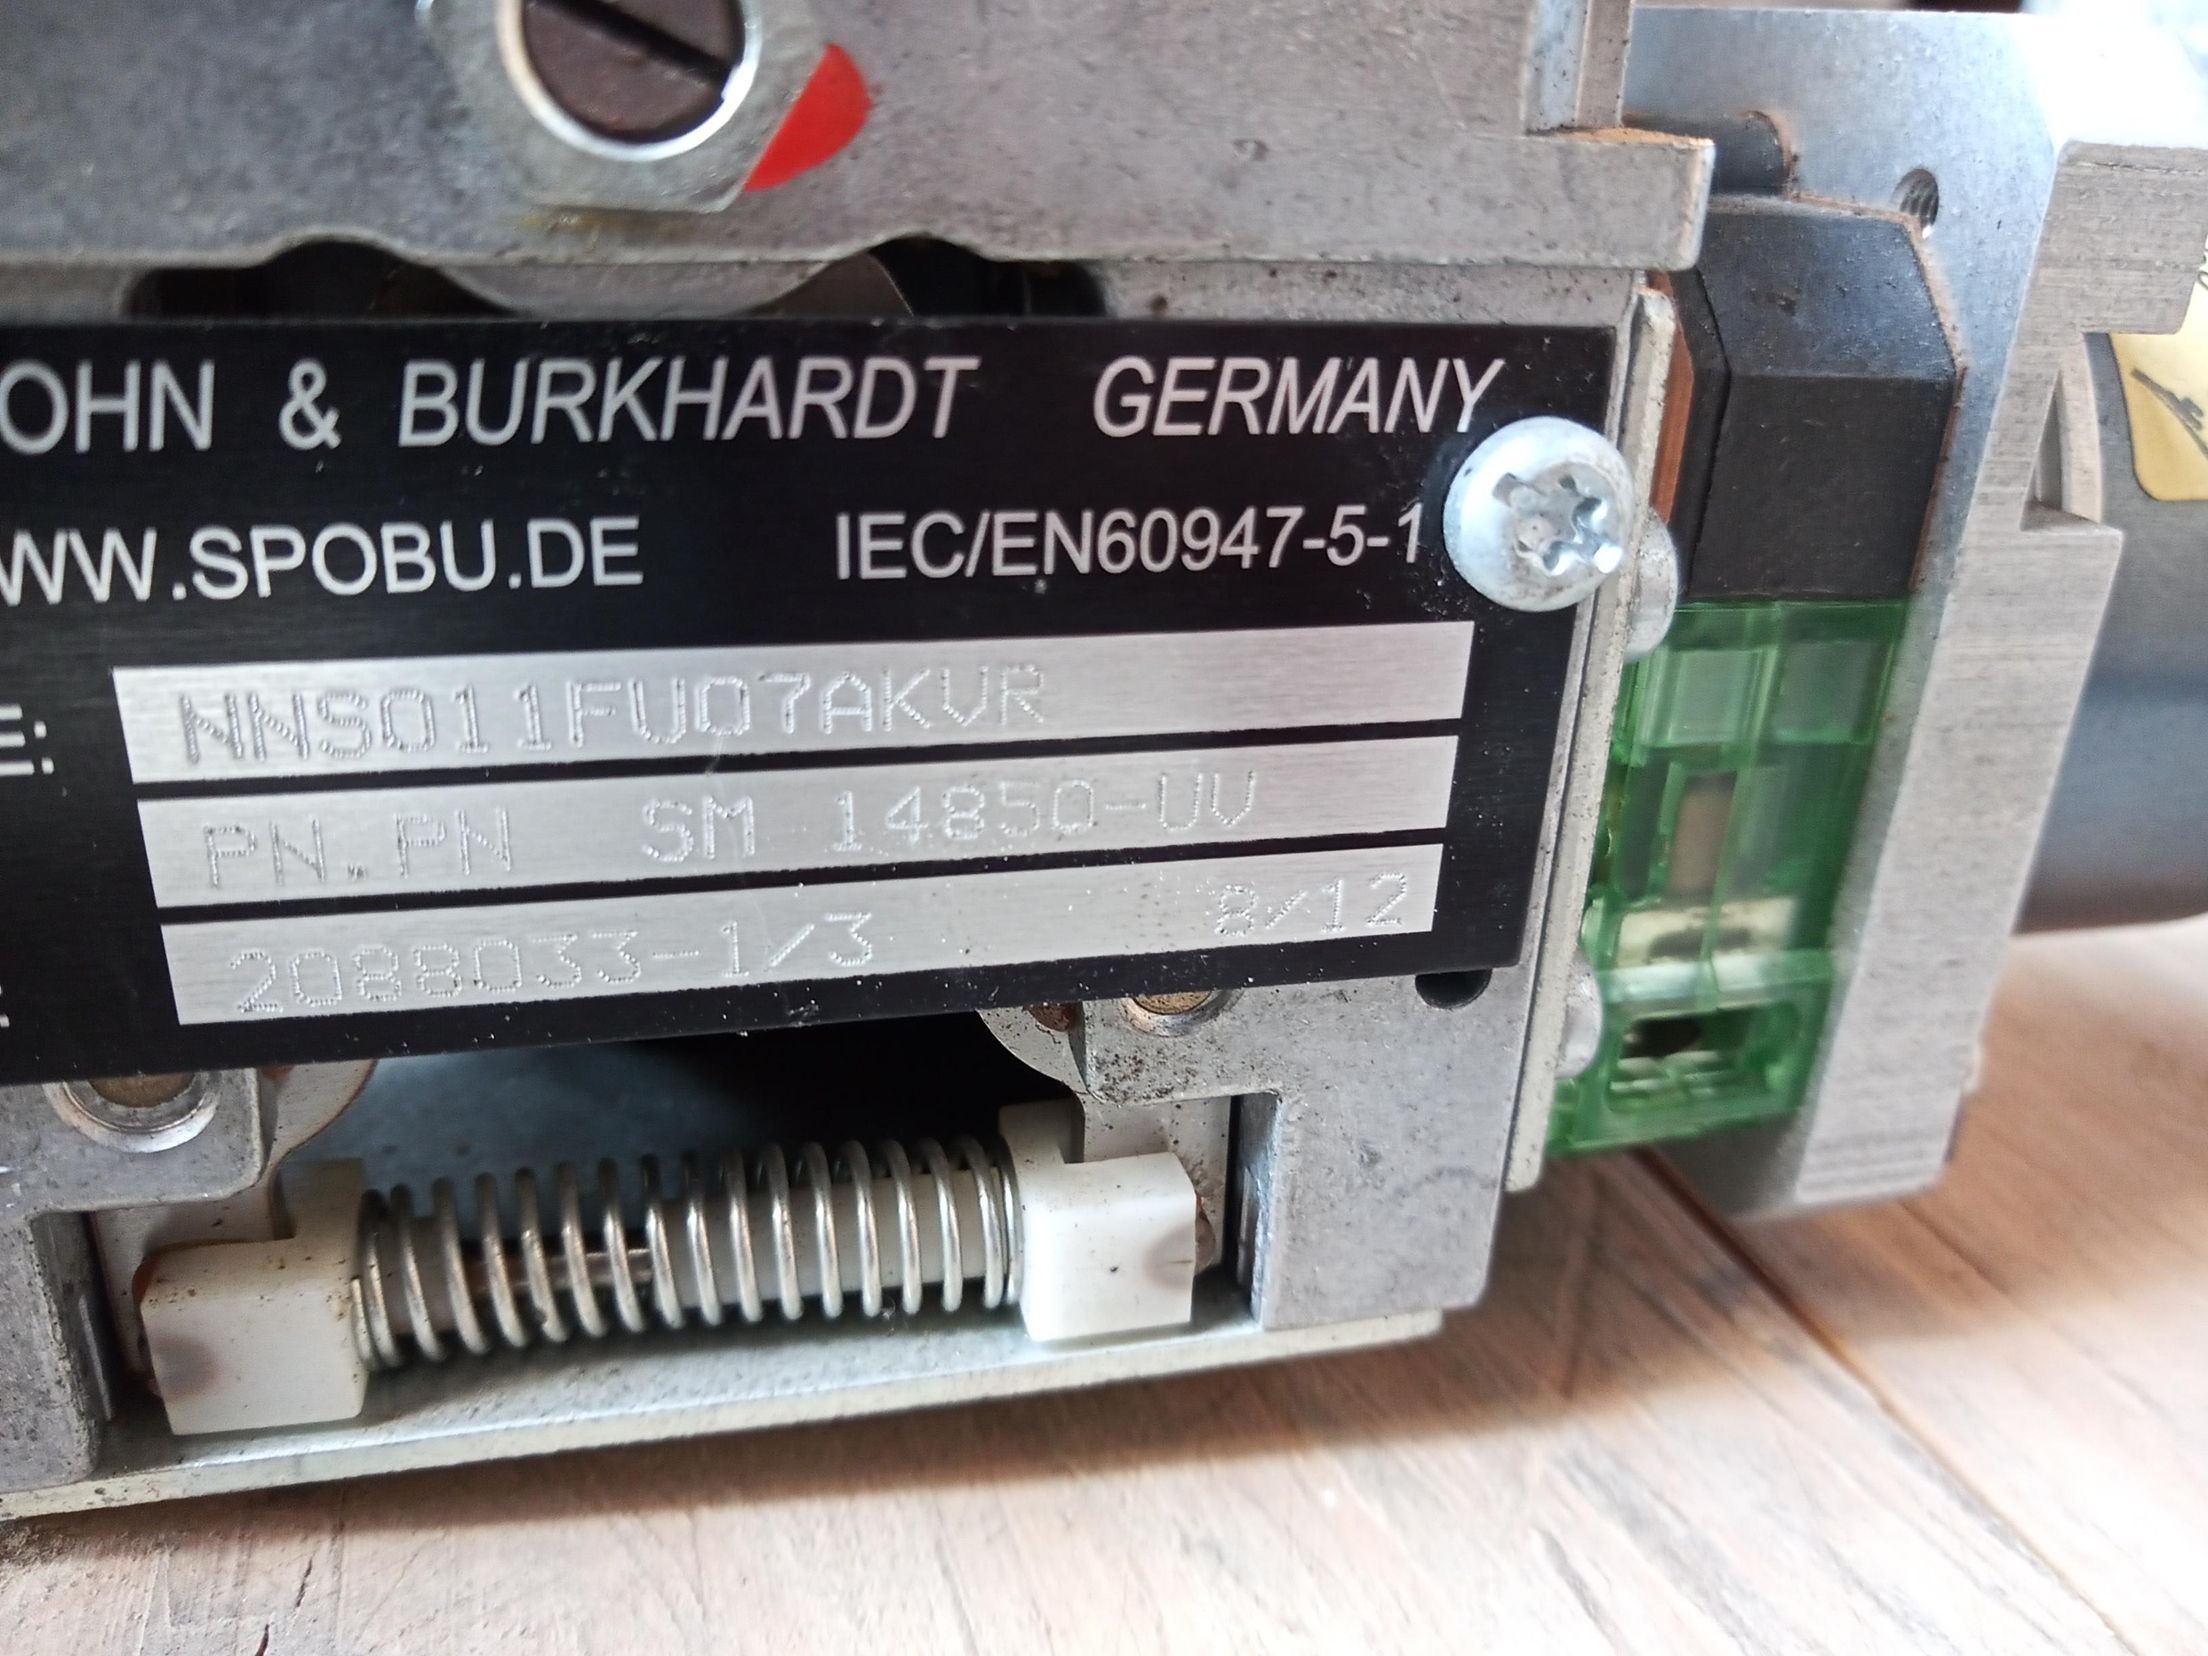 OHN & BURKHARDT GERMANY
WW.SPOBU.DE IEC/EN60947-5-1
E: NNS011FU07AKVR
PN.PN SM 14850-UV
2088033-1/3 8/12